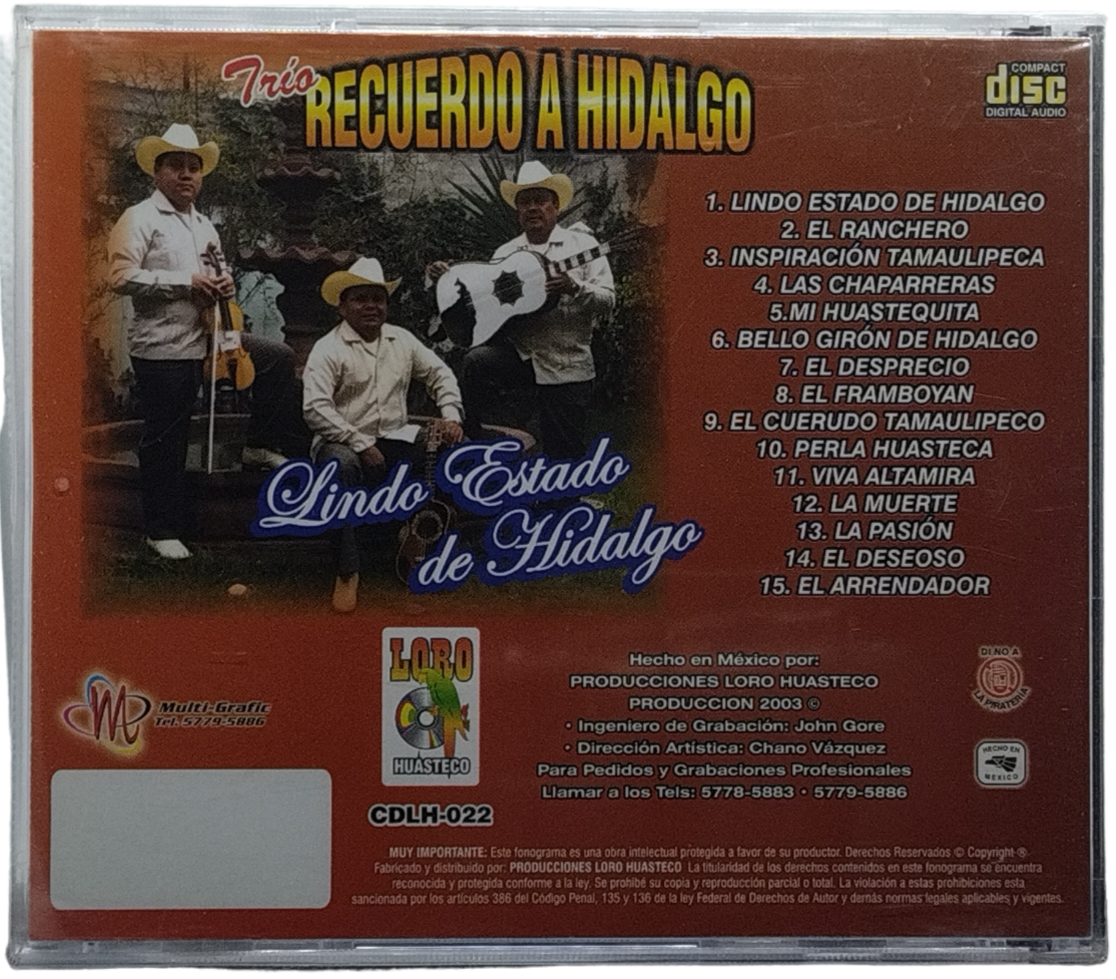 Trío
RECUERDO A HIDALGO
COMPACT
disc
DIGITAL AUDIO
1. LINDO ESTADO DE HIDALGO
2. EL RANCHERO
3. INSPIRACIÓN TAMAULIPECA
4. LAS CHAPARRERAS
5.MI HUASTEQUITA
6. BELLO GIRÓN DE HIDALGO
7. EL DESPRECIO
8. EL FRAMBOYAN
9. EL CUERUDO TAMAULIPECO
10. PERLA HUASTECA
11. VIVA ALTAMIRA
12. LA MUERTE
13. LA PASIÓN
14. EL DESEOSO
15. EL ARRENDADOR
Lindo Estado
de Hidalgo
Multi-Grafic
Tel. 5779-5886
LORO
HUASTECO
CDLH-022
Hecho en México por:
PRODUCCIONES LORO HUASTECO
PRODUCCION 2003 ©
• Ingeniero de Grabación: John Gore
• Dirección Artística: Chano Vázquez
Para Pedidos y Grabaciones Profesionales
Llamar a los Tels: 5778-5883 • 5779-5886
DI NO A
LA PIRATERÍA
HECHO EN
MEXICO
MUY IMPORTANTE: Este fonograma es una obra intelectual protegida a favor de su productor. Derechos Reservados © Copyright ®
Fabricado y distribuido por: PRODUCCIONES LORO HUASTECO La titularidad de los derechos contenidos en este fonograma se encuentra
reconocida y protegida conforme a la ley. Se prohibe su copia y reproducción parcial o total. La violación a estas prohibiciones esta
sancionada por los artículos 386 del Código Penal, 135 y 136 de la ley Federal de Derechos de Autor y demás normas legales aplicables y vigentes.